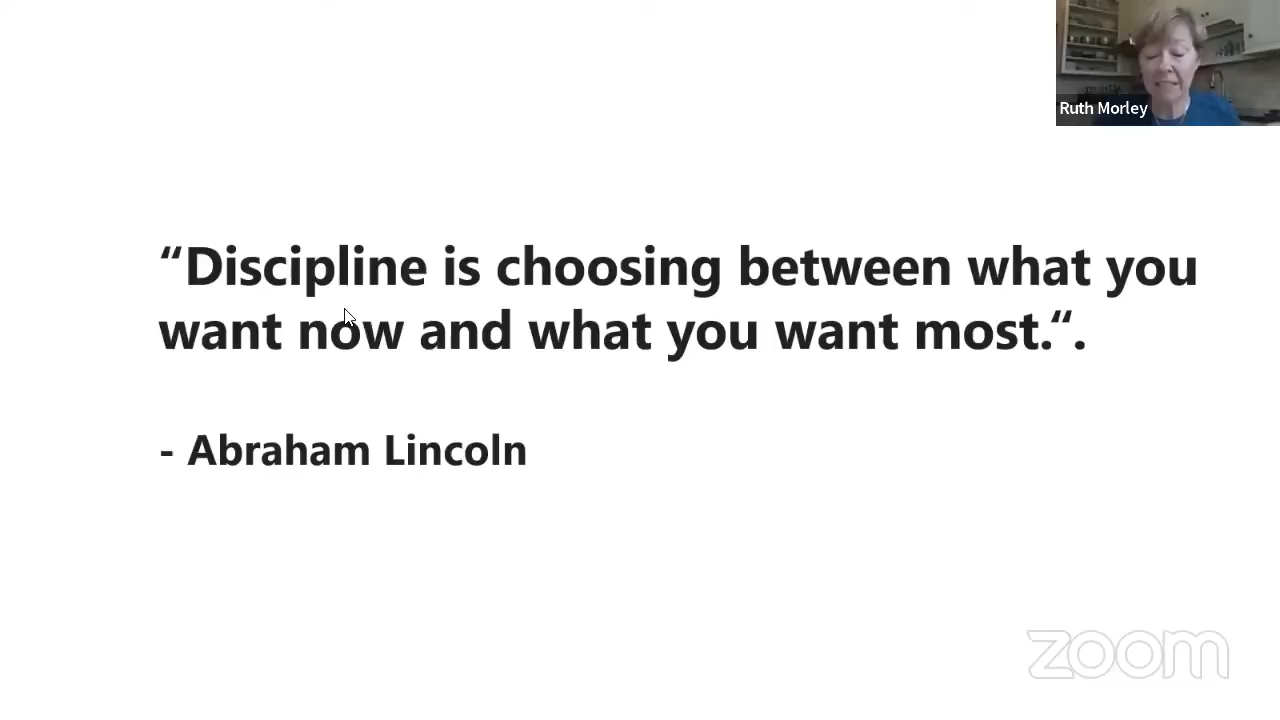 Ruth Morley
“Discipline is choosing between what you
want now and what you want most.“.
- Abraham Lincoln
zoom